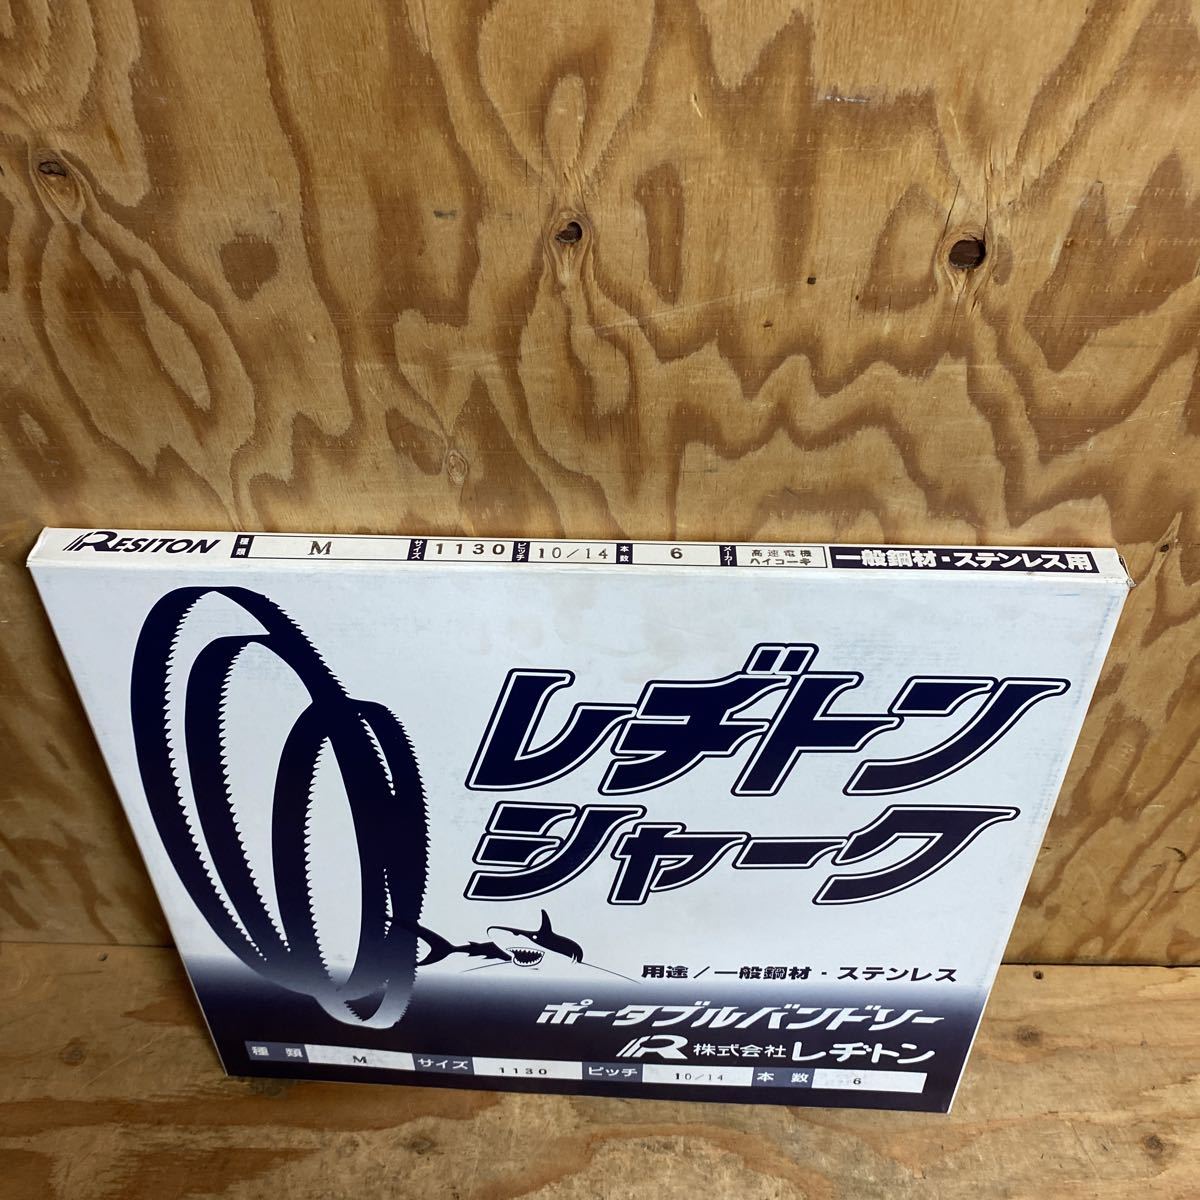 RESITON 種類 M サイズ 1130 ピッチ 10/14 本数 6 メーカー 高速電機 ハイコーキ 一般鋼材・ステンレス用
レヂトン
シャーク
用途/一般鋼材・ステンレス
ポータブルバンドソー
株式会社レヂトン
種類 M サイズ 1130 ピッチ 10/14 本数 6